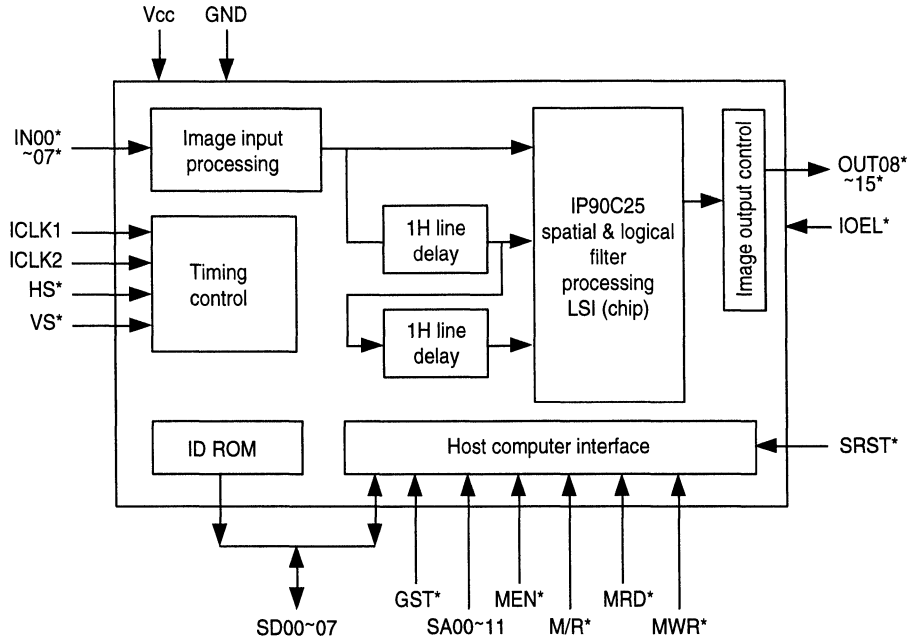 Vcc
GND
IN00*
~07*
Image input
processing
Image output control
OUT08*
~15*
IP90C25
spatial & logical
filter
processing
LSI (chip)
ICLK1
ICLK2
HS*
VS*
Timing
control
1H line
delay
IOEL*
1H line
delay
ID ROM
Host computer interface
SRST*
GST*
MEN*
MRD*
SD00~07
SA00~11
M/R*
MWR*